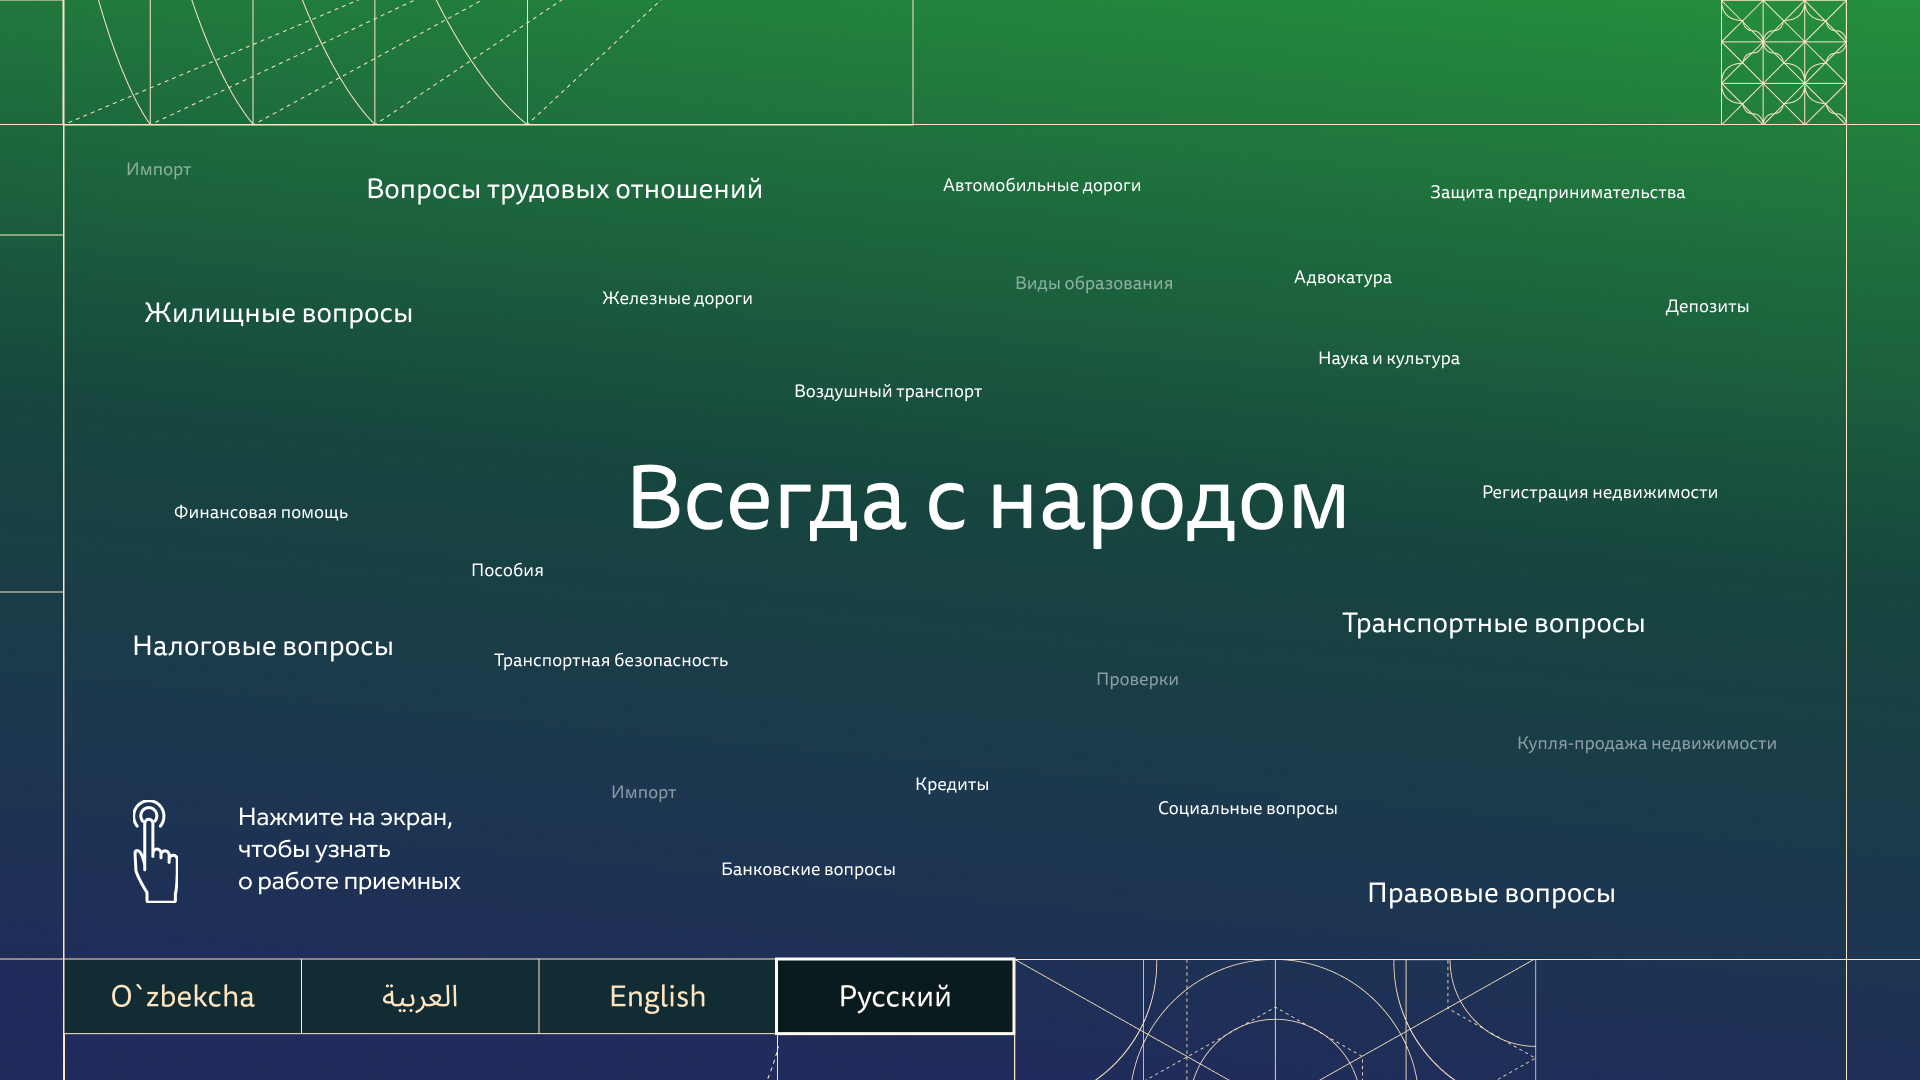 Импорт
Вопросы трудовых отношений
Автомобильные дороги
Защита предпринимательства
Виды образования
Адвокатура
Жилищные вопросы
Железные дороги
Депозиты
Наука и культура
Воздушный транспорт
Всегда с народом
Регистрация недвижимости
Финансовая помощь
Пособия
Транспортные вопросы
Налоговые вопросы
Транспортная безопасность
Проверки
Купля-продажа недвижимости
Импорт
Кредиты
Социальные вопросы
Нажмите на экран,
чтобы узнать
о работе приемных
Банковские вопросы
Правовые вопросы
O`zbekcha
العربية
English
Русский